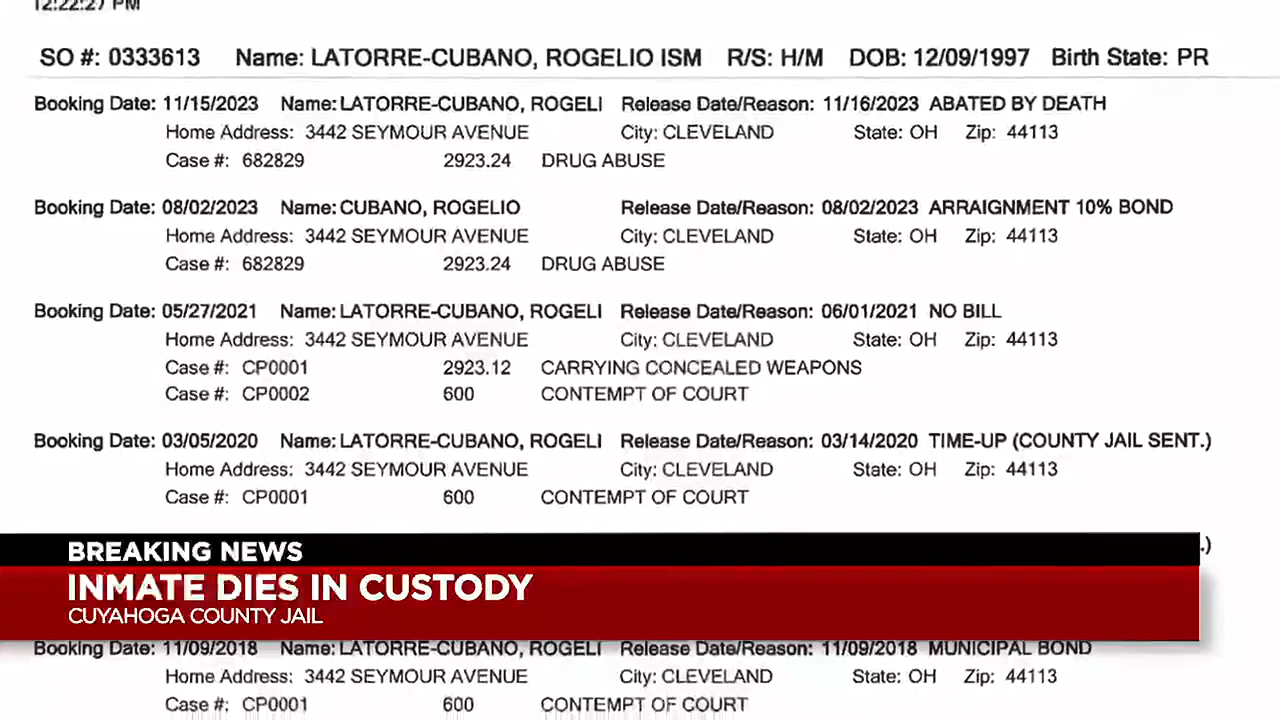 12:22:27 PM
SO #: 0333613 Name: LATORRE-CUBANO, ROGELIO ISM R/S: H/M DOB: 12/09/1997 Birth State: PR
Booking Date: 11/15/2023 Name: LATORRE-CUBANO, ROGELI Release Date/Reason: 11/16/2023 ABATED BY DEATH
Home Address: 3442 SEYMOUR AVENUE City: CLEVELAND State: OH Zip: 44113
Case #: 682829 2923.24 DRUG ABUSE
Booking Date: 08/02/2023 Name: CUBANO, ROGELIO Release Date/Reason: 08/02/2023 ARRAIGNMENT 10% BOND
Home Address: 3442 SEYMOUR AVENUE City: CLEVELAND State: OH Zip: 44113
Case #: 682829 2923.24 DRUG ABUSE
Booking Date: 05/27/2021 Name: LATORRE-CUBANO, ROGELI Release Date/Reason: 06/01/2021 NO BILL
Home Address: 3442 SEYMOUR AVENUE City: CLEVELAND State: OH Zip: 44113
Case #: CP0001 2923.12 CARRYING CONCEALED WEAPONS
Case #: CP0002 600 CONTEMPT OF COURT
Booking Date: 03/05/2020 Name: LATORRE-CUBANO, ROGELI Release Date/Reason: 03/14/2020 TIME-UP (COUNTY JAIL SENT.)
Home Address: 3442 SEYMOUR AVENUE City: CLEVELAND State: OH Zip: 44113
Case #: CP0001 600 CONTEMPT OF COURT
.)
BREAKING NEWS
INMATE DIES IN CUSTODY
CUYAHOGA COUNTY JAIL
Booking Date: 11/09/2018 Name: LATORRE-CUBANO, ROGELI Release Date/Reason: 11/09/2018 MUNICIPAL BOND
Home Address: 3442 SEYMOUR AVENUE City: CLEVELAND State: OH Zip: 44113
Case #: CP0001 600 CONTEMPT OF COURT